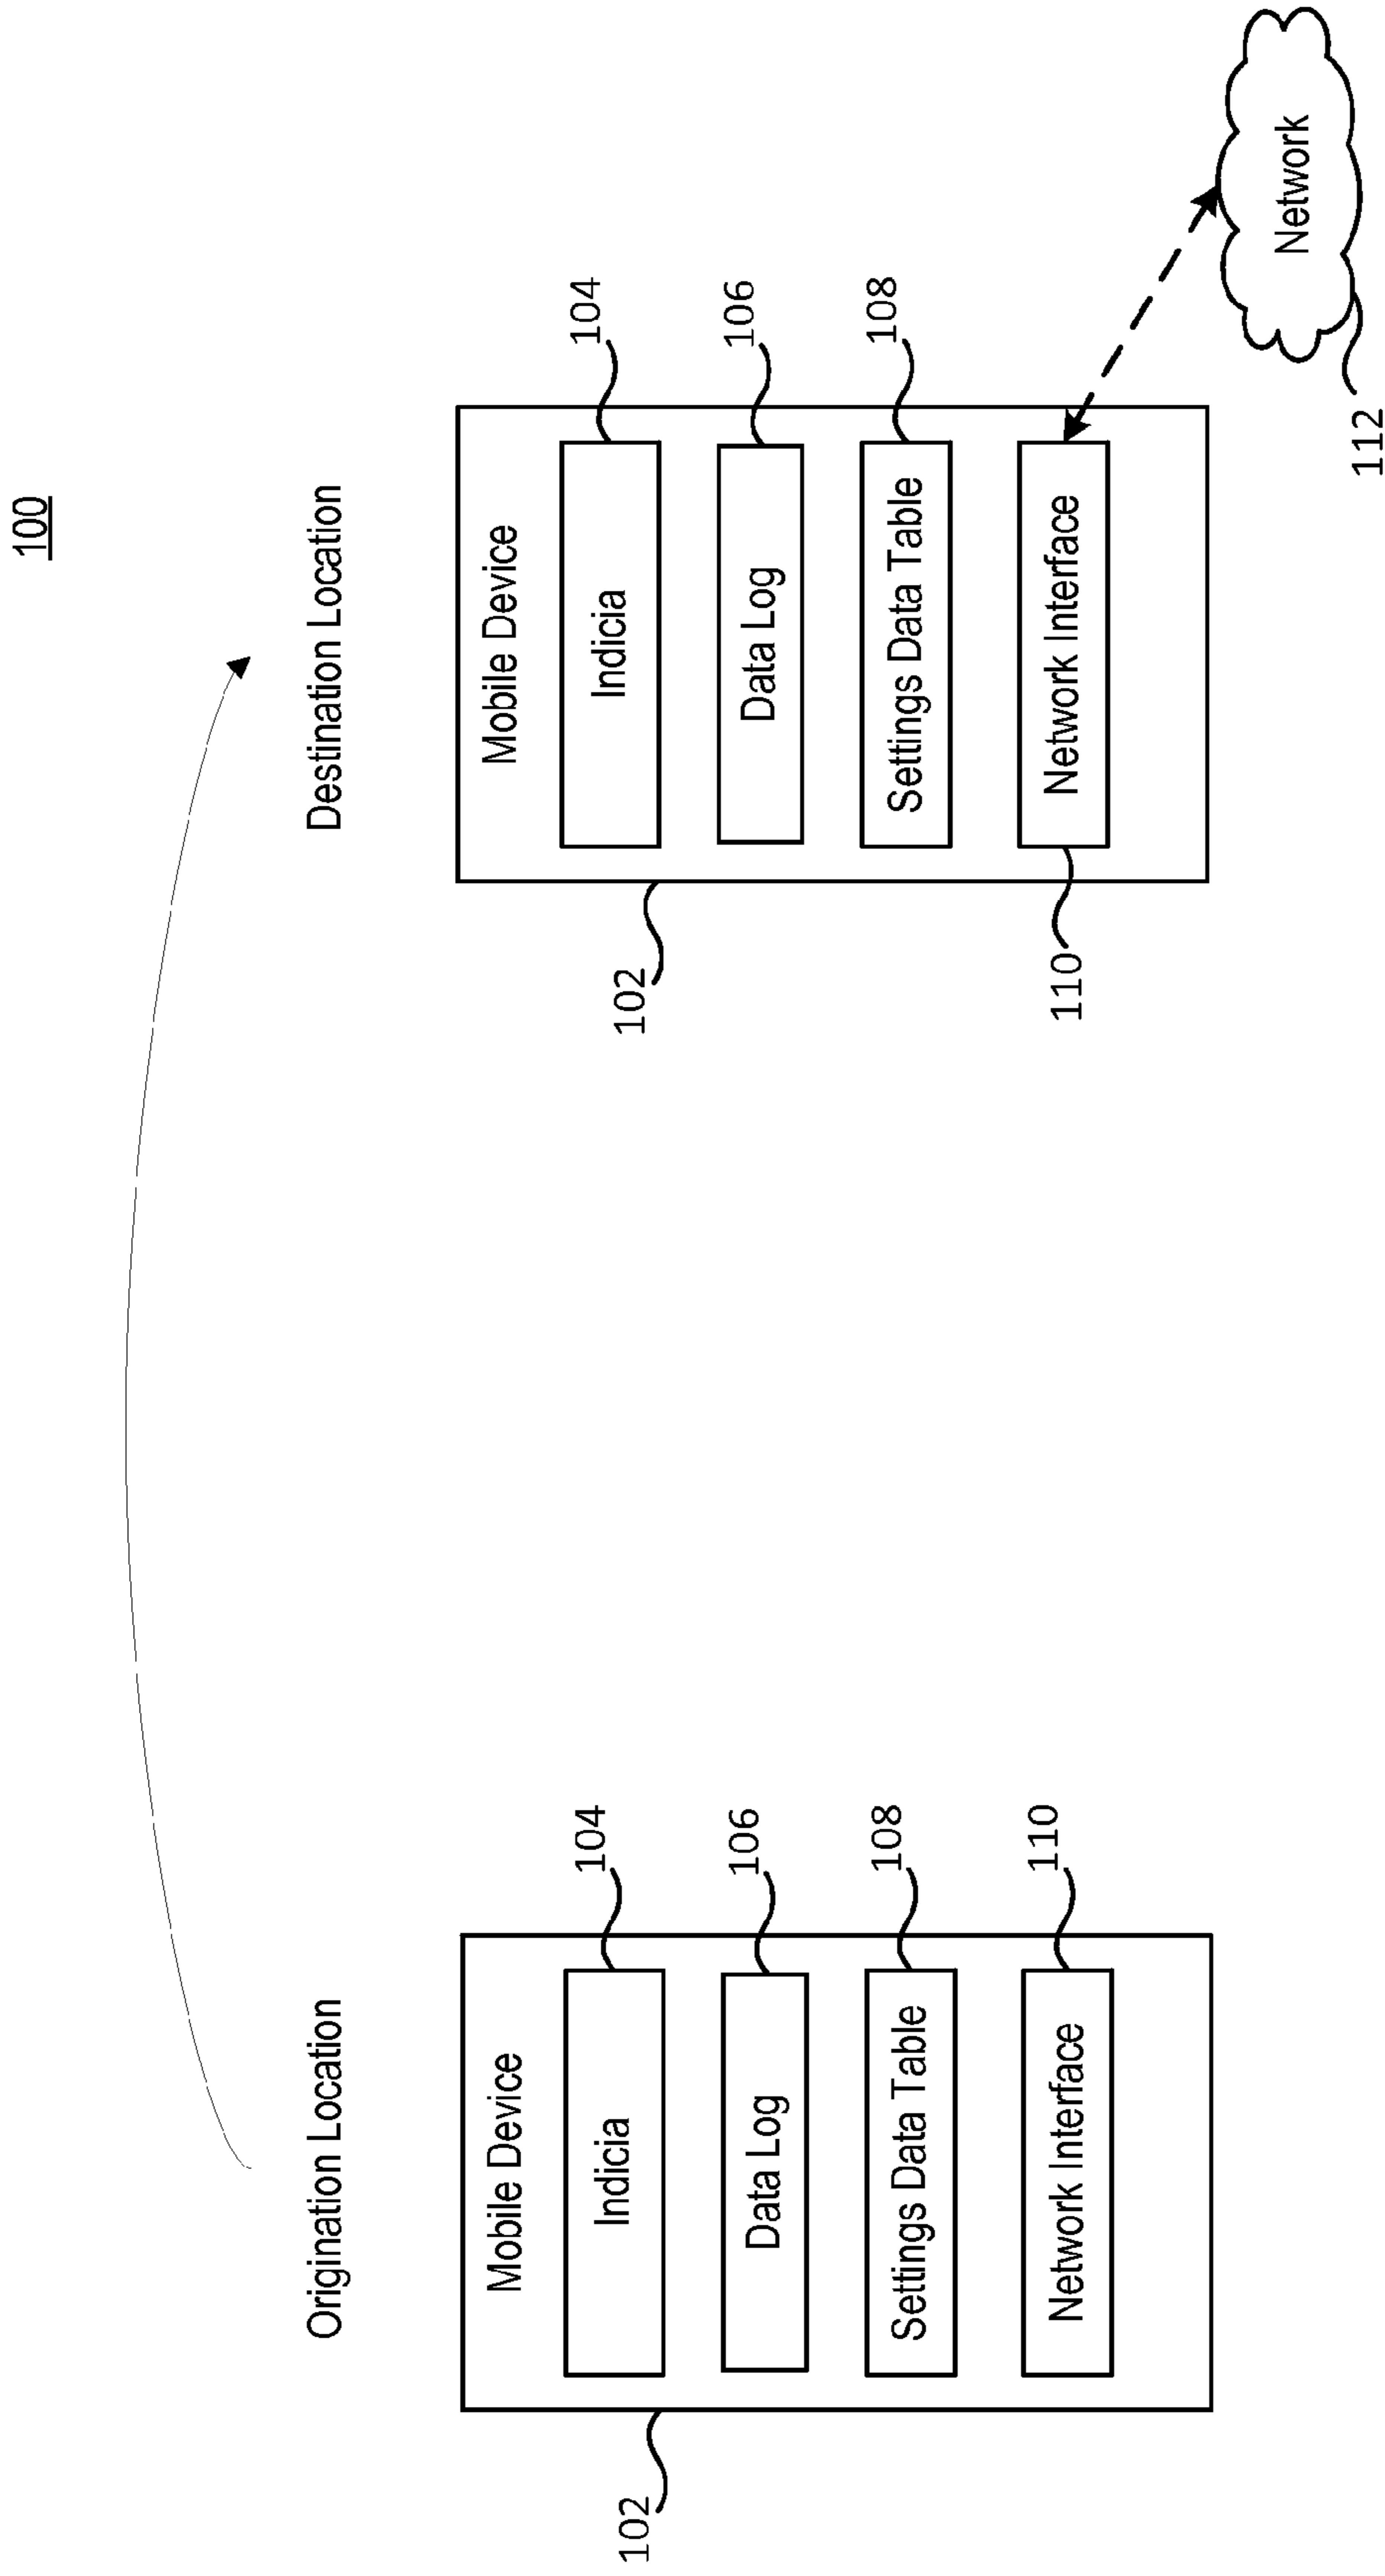 100
Origination Location
Mobile Device
102
Indicia
104
Data Log
106
Settings Data Table
108
Network Interface
110
Destination Location
Mobile Device
102
Indicia
104
Data Log
106
Settings Data Table
108
Network Interface
110
Network
112